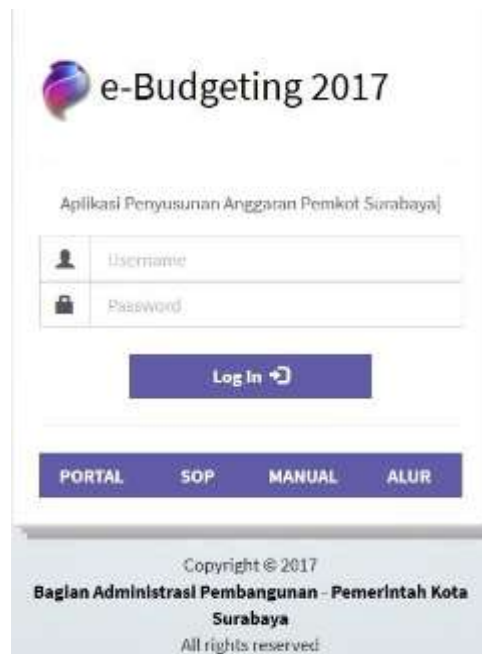 e-Budgeting 2017
Aplikasi Penyusunan Anggaran Pemkot Surabaya|
Username
Password
Log In
PORTAL SOP MANUAL ALUR
Copyright © 2017
Bagian Administrasi Pembangunan - Pemerintah Kota
Surabaya
All rights reserved